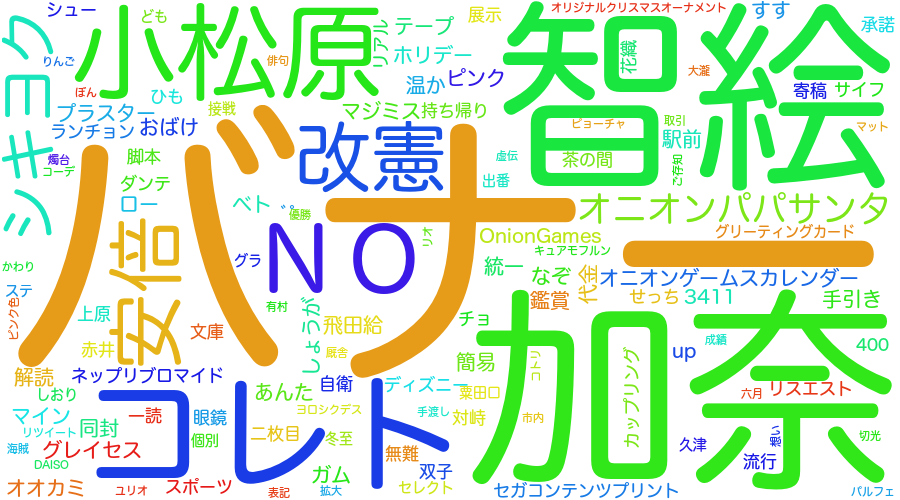 シュー
ども
オリジナルクリスマスオーナメント
展示
すす
承諾
テープ
リアル
俳句
シキヨク
りんご
小松原
智絵
花織
ホリデー
大瀧
温か
ピンク
寄稿
サイフ
ぽん
ひも
接戦
マジミス
持ち帰り
プラスター
ランチョン
おばけ
改憲
ピョーチャ
取引
駅前
マット
燭台
コーデ
脚本
茶の間
虚伝
ご存知
ダンテ
出番
バナー
ロー
ベト
優勝
オニオンパパサンタ
リオ
NO
OnionGames
グリーティングカード
キュアモフルン
安倍
グラ
かわり
統一
なぞ
代金
オニオンゲームスカレンダー
ステ
ピンク色
有村
鑑賞
せっち
3411
手引き
上原
文庫
しょうが
飛田給
チョ
加奈
成績
400
赤井
厩舎
簡易
コトリ
カップリング
up
解読
ネップリブロマイド
自衛
ディズニー
粟田口
六月
リスエスト
しおり
コレト
あんた
ヨロシクデス
手渡し
対峙
市内
マイン
一読
眼鏡
リツイート
同封
個別
二枚目
冬至
無難
久津
切光
海賊
グレイセス
DAISO
双子
流行
オオカミ
ユリオ
スポーツ
表記
ガム
拡大
セレクト
セガコンテンツプリント
パルフェ